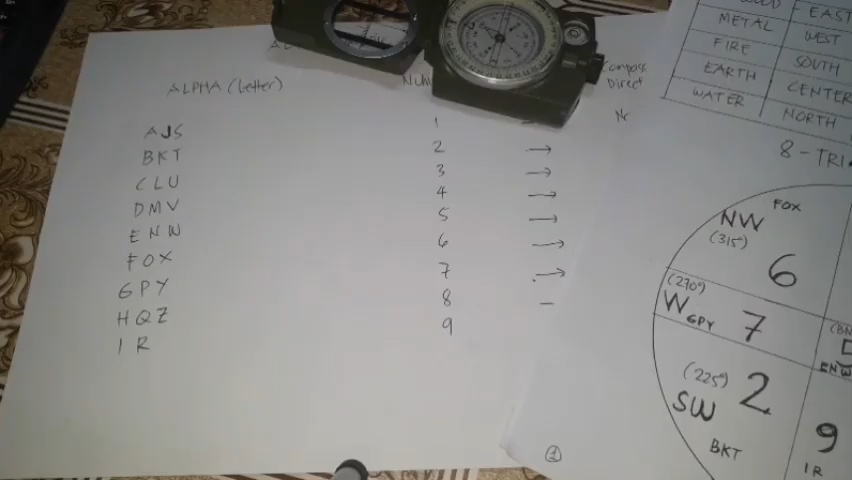 ALPHA (Letter)
AJS
BKT
CLU
DMV
ENW
FOX
GPY
HQZ
IR
1
2
3
4
5
6
7
8
9
Direct
EAST
METAL WEST
FIRE SOUTH
EARTH CENTER
WATER NORTH
8-TRI
FOX
NW
(315)
6
(270)
W
GPY 7
(225) 2
SW
BKT
9
IR
1